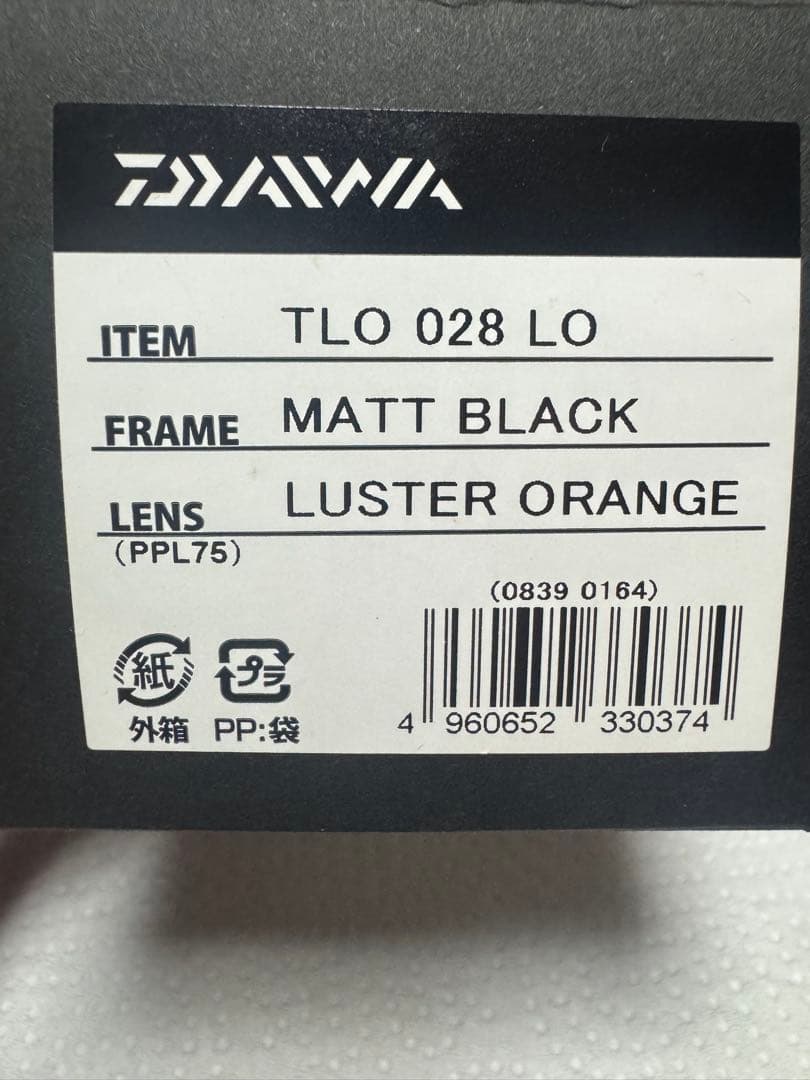 DAIWA
ITEM TLO 028 LO
FRAME MATT BLACK
LENS LUSTER ORANGE
(PPL75)
(0839 0164)
紙 プラ
外箱 PP:袋
4 960652 330374